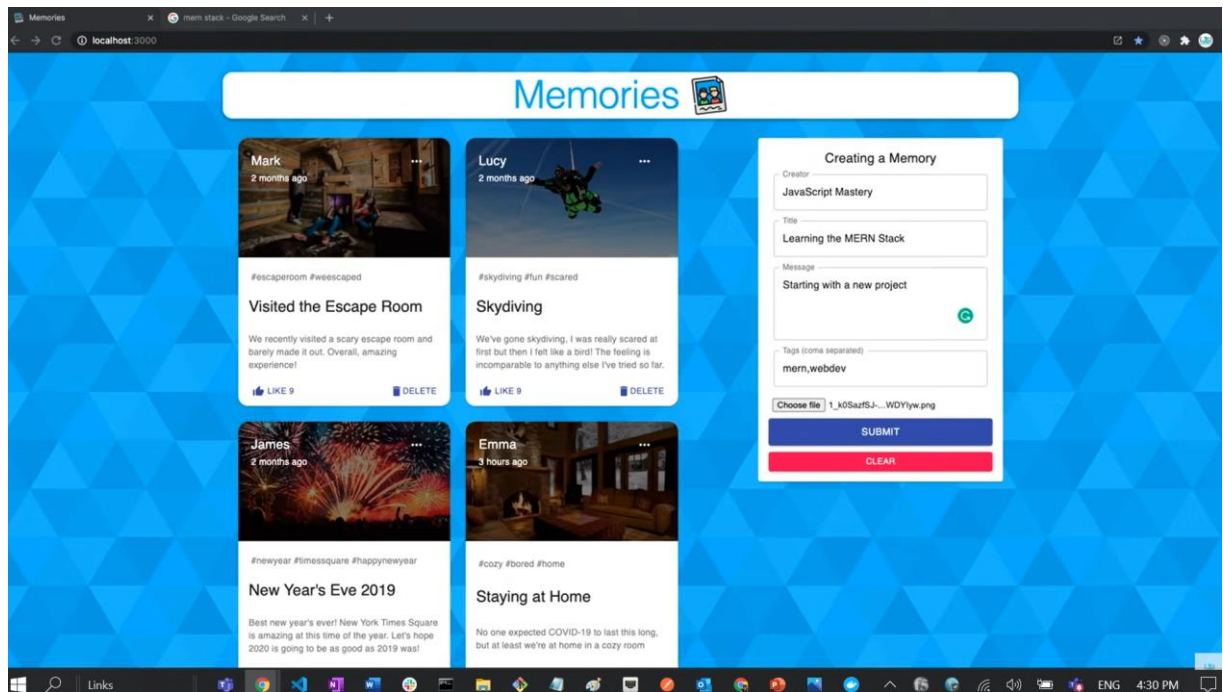 Memories
mern stack - Google Search
localhost:3000
Memories
Mark
2 months ago
#escaperoom #weescaped
Visited the Escape Room
We recently visited a scary escape room and
barely made it out. Overall, amazing
experience!
LIKE 9
DELETE
Lucy
2 months ago
#skydiving #fun #scared
Skydiving
We've gone skydiving, I was really scared at
first but then I felt like a bird! The feeling is
incomparable to anything else I've tried so far.
LIKE 9
DELETE
James
2 months ago
#newyear #timessquare #happynewyear
New Year's Eve 2019
Best new year's ever! New York Times Square
is amazing at this time of the year. Let's hope
2020 is going to be as good as 2019 was!
Emma
3 hours ago
#cozy #bored #home
Staying at Home
No one expected COVID-19 to last this long,
but at least we're at home in a cozy room
Creating a Memory
Creator
JavaScript Mastery
Title
Learning the MERN Stack
Message
Starting with a new project
Tags (coma separated)
mern,webdev
Choose file 1_k0SazfSJ-...WDYIyw.png
SUBMIT
CLEAR
Links
ENG
4:30 PM